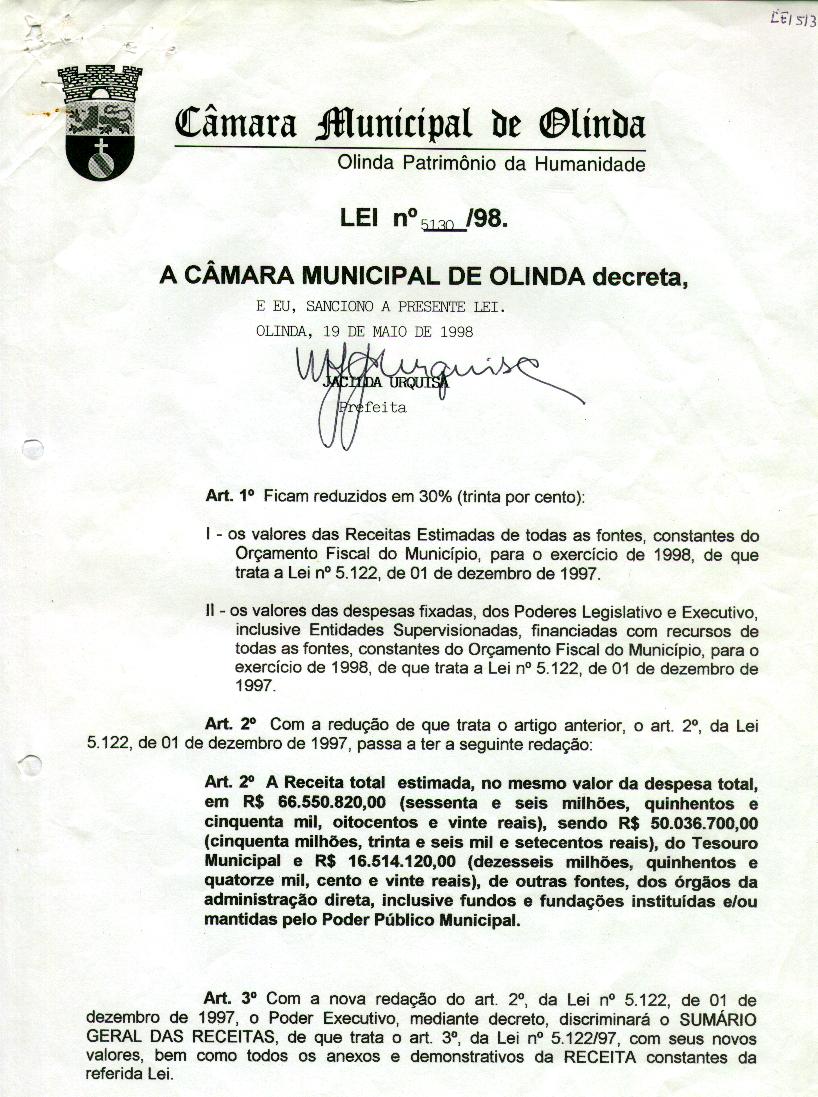 LEI 513
Câmara Municipal de Olinda
Olinda Patrimônio da Humanidade
LEI nº 5130 /98.
A CÂMARA MUNICIPAL DE OLINDA decreta,
E EU, SANCIONO A PRESENTE LEI.
OLINDA, 19 DE MAIO DE 1998
JACILDA URQUISA
Prefeita
Art. 1º Ficam reduzidos em 30% (trinta por cento):
I - os valores das Receitas Estimadas de todas as fontes, constantes do
Orçamento Fiscal do Município, para o exercício de 1998, de que
trata a Lei nº 5.122, de 01 de dezembro de 1997.
II - os valores das despesas fixadas, dos Poderes Legislativo e Executivo,
inclusive Entidades Supervisionadas, financiadas com recursos de
todas as fontes, constantes do Orçamento Fiscal do Município, para o
exercício de 1998, de que trata a Lei nº 5.122, de 01 de dezembro de
1997.
Art. 2º Com a redução de que trata o artigo anterior, o art. 2º, da Lei
5.122, de 01 de dezembro de 1997, passa a ter a seguinte redação:
Art. 2º A Receita total estimada, no mesmo valor da despesa total,
em R$ 66.550.820,00 (sessenta e seis milhões, quinhentos e
cinquenta mil, oitocentos e vinte reais), sendo R$ 50.036.700,00
(cinquenta milhões, trinta e seis mil e setecentos reais), do Tesouro
Municipal e R$ 16.514.120,00 (dezesseis milhões, quinhentos e
quatorze mil, cento e vinte reais), de outras fontes, dos órgãos da
administração direta, inclusive fundos e fundações instituídas e/ou
mantidas pelo Poder Público Municipal.
Art. 3º Com a nova redação do art. 2º, da Lei nº 5.122, de 01 de
dezembro de 1997, o Poder Executivo, mediante decreto, discriminará o SUMÁRIO
GERAL DAS RECEITAS, de que trata o art. 3º, da Lei nº 5.122/97, com seus novos
valores, bem como todos os anexos e demonstrativos da RECEITA constantes da
referida Lei.